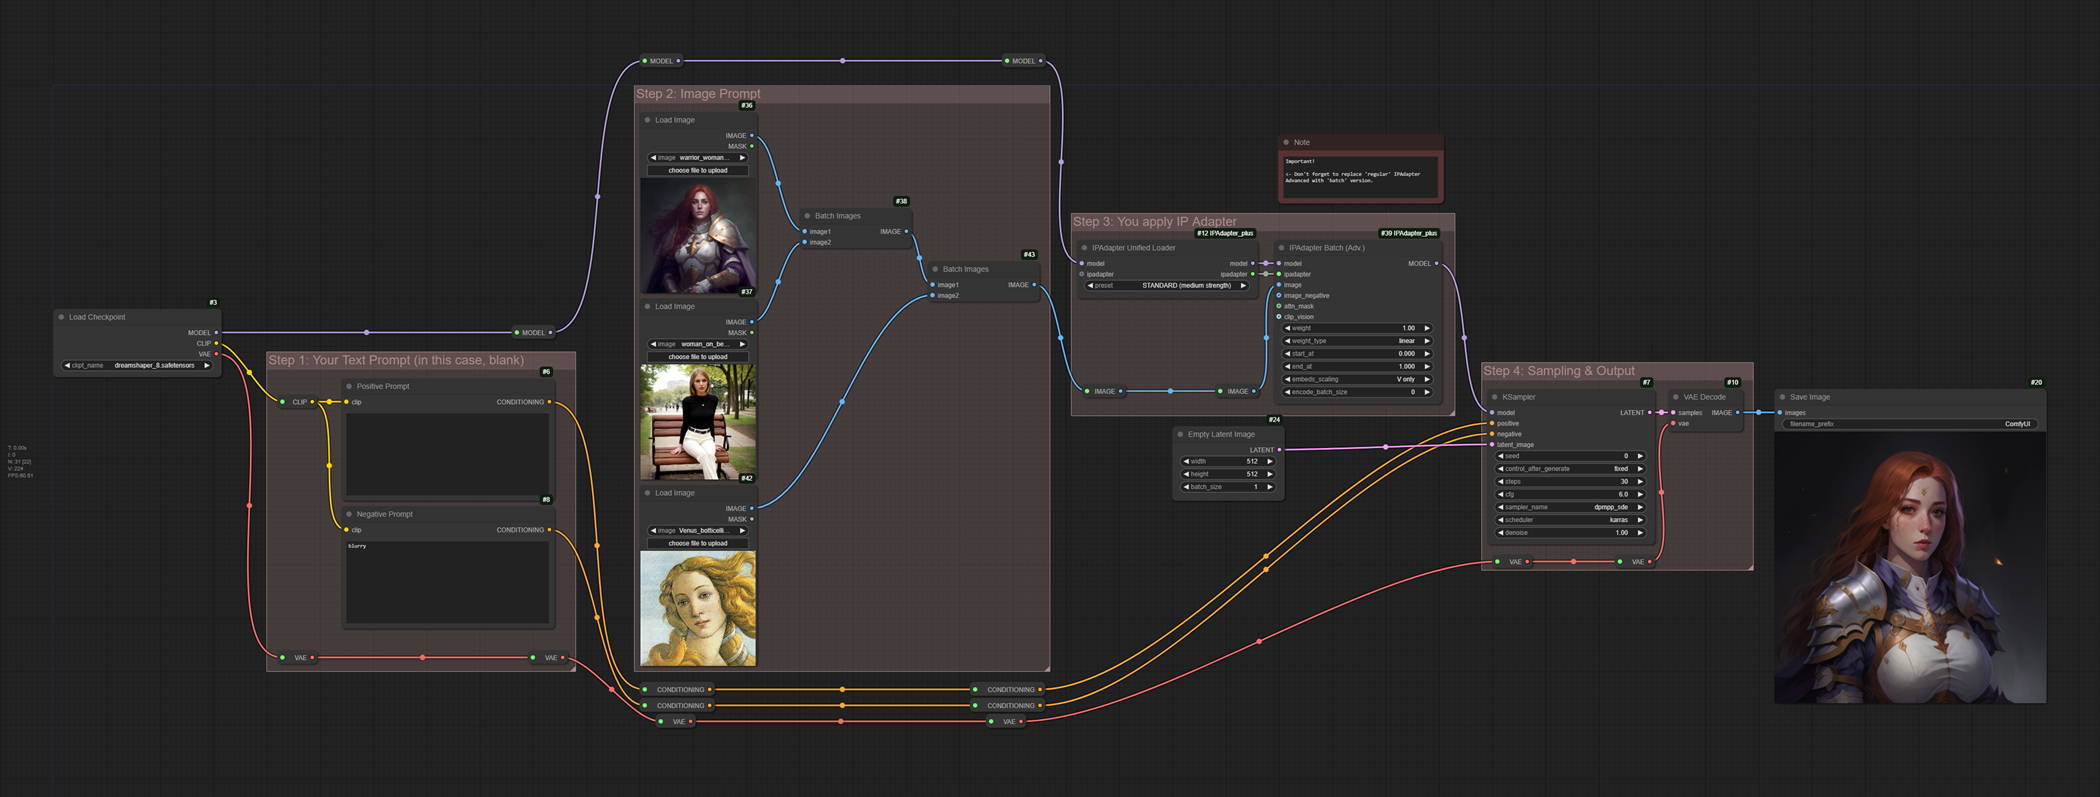 MODEL
MODEL
Step 2: Image Prompt
#36
Load Image
IMAGE
MASK
image warrior_woman...
choose file to upload
#37
Load Image
IMAGE
MASK
image woman_on_be...
choose file to upload
#42
Load Image
IMAGE
MASK
image Venus_botticelli...
choose file to upload
#38
Batch Images
image1 IMAGE
image2
#43
Batch Images
image1 IMAGE
image2
#3
Load Checkpoint
MODEL
CLIP
VAE
ckpt_name dreamshaper_8.safetensors
MODEL
Step 1: Your Text Prompt (in this case, blank)
#6
Positive Prompt
CLIP
clip CONDITIONING
#8
Negative Prompt
clip CONDITIONING
blurry
VAE
VAE
T: 0.00s
I: 0
N: 31 [22]
V: 224
FPS:60.61
CONDITIONING
CONDITIONING
CONDITIONING
CONDITIONING
VAE
VAE
Note
Important!
<- Don't forget to replace 'regular' IPAdapter
Advanced with 'batch' version.
Step 3: You apply IP Adapter
#12 IPAdapter_plus
IPAdapter Unified Loader
model model
ipadapter ipadapter
preset STANDARD (medium strength)
#39 IPAdapter_plus
IPAdapter Batch (Adv.)
model MODEL
ipadapter
image
image_negative
attn_mask
clip_vision
weight 1.00
weight_type linear
start_at 0.000
end_at 1.000
embeds_scaling V only
encode_batch_size 0
IMAGE
IMAGE
#24
Empty Latent Image
LATENT
width 512
height 512
batch_size 1
Step 4: Sampling & Output
#7
KSampler
model LATENT
positive
negative
latent_image
seed 0
control_after_generate fixed
steps 30
cfg 6.0
sampler_name dpmpp_sde
scheduler karras
denoise 1.00
VAE
VAE
#10
VAE Decode
samples IMAGE
vae
#20
Save Image
images
filename_prefix ComfyUI